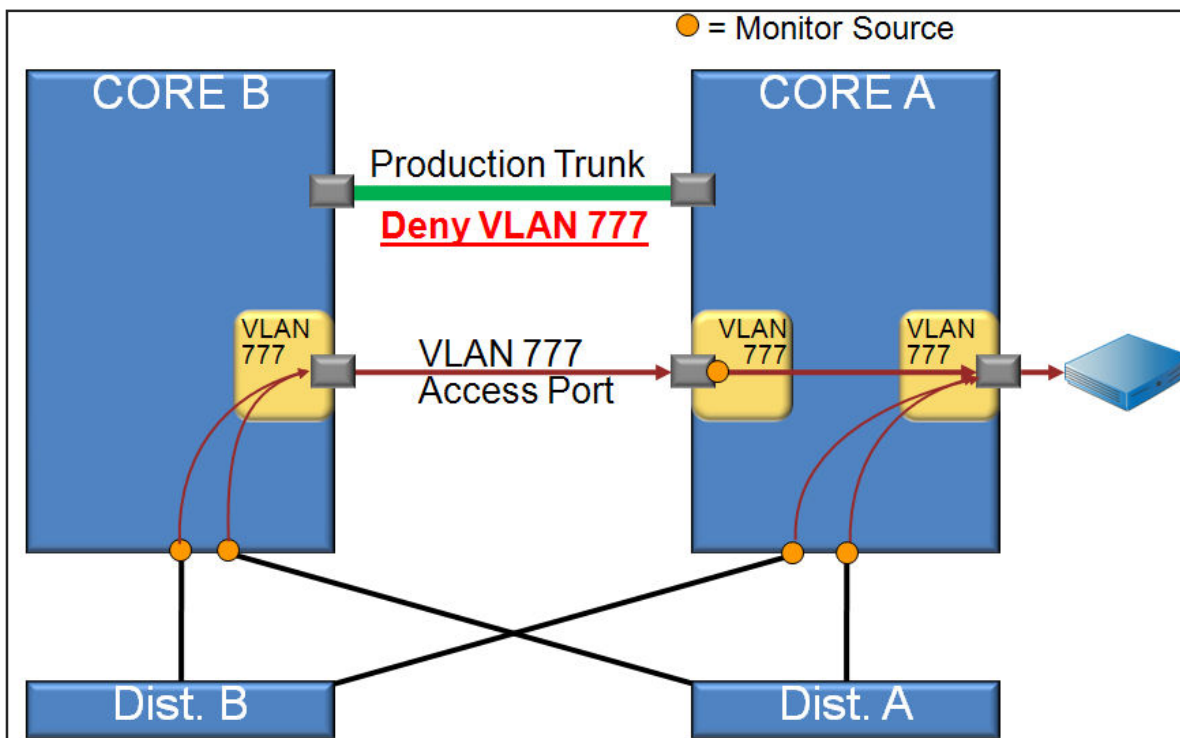 = Monitor Source
CORE B
CORE A
Production Trunk
Deny VLAN 777
VLAN
777
VLAN 777
Access Port
VLAN
777
VLAN
777
Dist. B
Dist. A